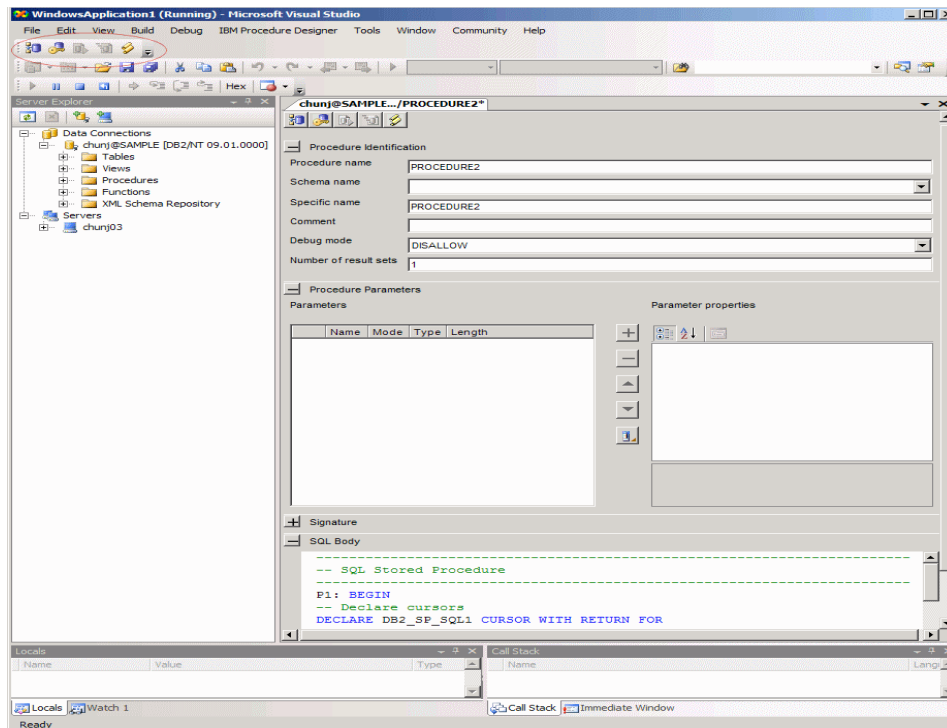 WindowsApplication1 (Running) - Microsoft Visual Studio
File Edit View Build Debug IBM Procedure Designer Tools Window Community Help
Hex
Server Explorer
chunj@SAMPLE.../PROCEDURE2*
Data Connections
chunj@SAMPLE [DB2/NT 09.01.0000]
Tables
Views
Procedures
Functions
XML Schema Repository
Servers
chunj03
Procedure Identification
Procedure name PROCEDURE2
Schema name
Specific name PROCEDURE2
Comment
Debug mode DISALLOW
Number of result sets 1
Procedure Parameters
Parameters Parameter properties
Name Mode Type Length
Signature
SQL Body
--------------------------------------------------------------------------
-- SQL Stored Procedure
--------------------------------------------------------------------------
P1: BEGIN
-- Declare cursors
DECLARE DB2_SP_SQL1 CURSOR WITH RETURN FOR
Locals Call Stack
Name Value Type Name Lang
Locals Watch 1 Call Stack Immediate Window
Ready